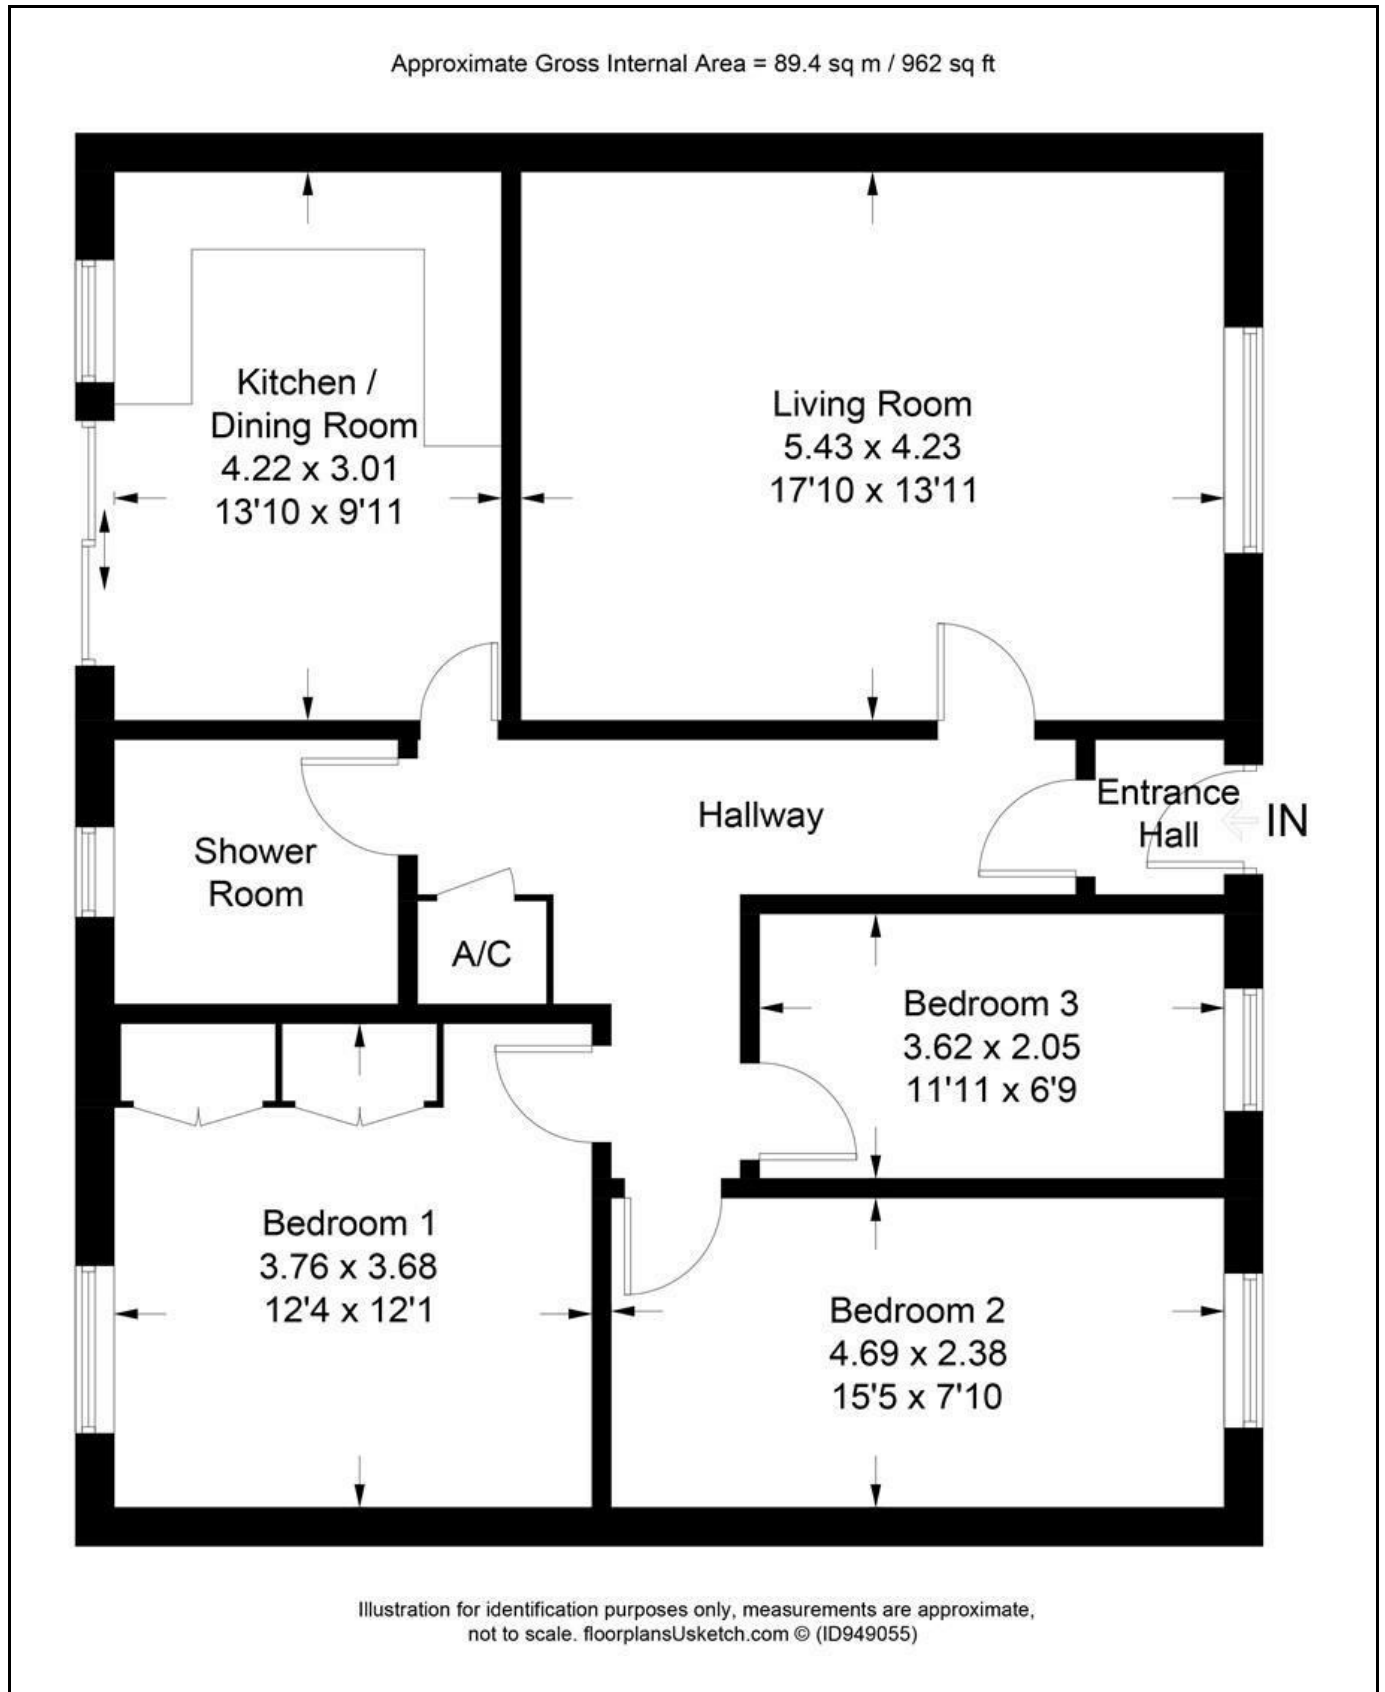 Approximate Gross Internal Area = 89.4 sq m / 962 sq ft
Kitchen /
Dining Room
4.22 x 3.01
13'10 x 9'11
Living Room
5.43 x 4.23
17'10 x 13'11
Hallway
Entrance
Hall
IN
Shower
Room
A/C
Bedroom 3
3.62 x 2.05
11'11 x 6'9
Bedroom 1
3.76 x 3.68
12'4 x 12'1
Bedroom 2
4.69 x 2.38
15'5 x 7'10
Illustration for identification purposes only, measurements are approximate,
not to scale. floorplansUsketch.com © (ID949055)